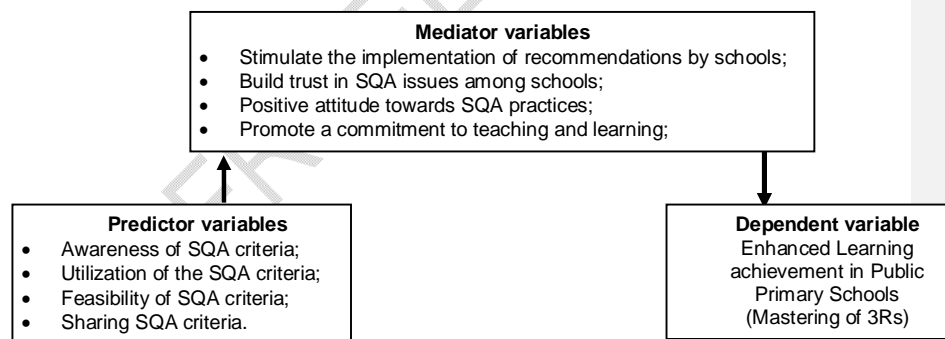 Mediator variables
• Stimulate the implementation of recommendations by schools;
• Build trust in SQA issues among schools;
• Positive attitude towards SQA practices;
• Promote a commitment to teaching and learning;
Predictor variables
• Awareness of SQA criteria;
• Utilization of the SQA criteria;
• Feasibility of SQA criteria;
• Sharing SQA criteria.
Dependent variable
Enhanced Learning
achievement in Public
Primary Schools
(Mastering of 3Rs)